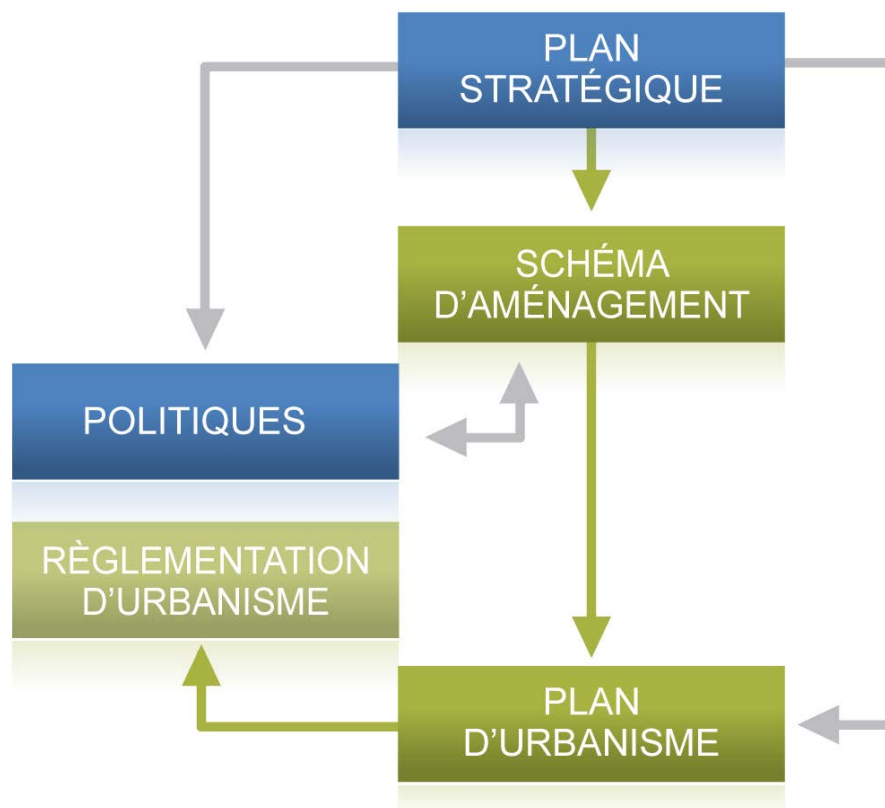 PLAN
STRATÉGIQUE
SCHÉMA
D’AMÉNAGEMENT
POLITIQUES
RÈGLEMENTATION
D’URBANISME
PLAN
D’URBANISME